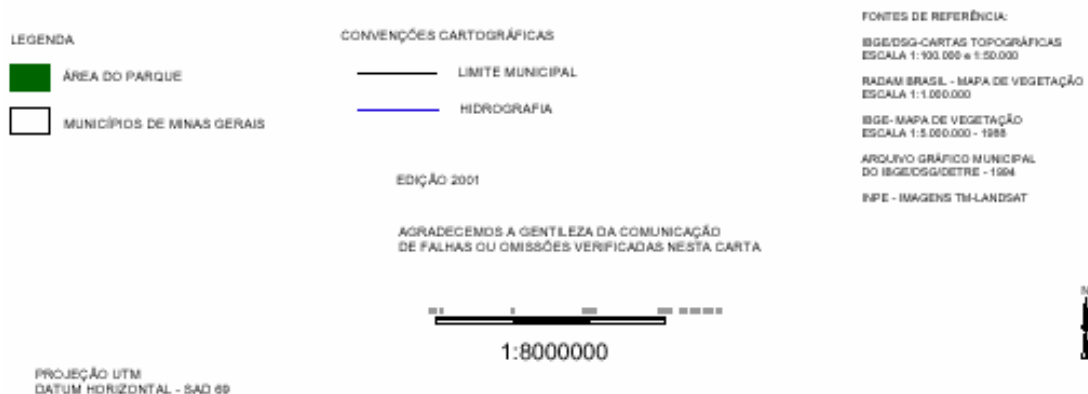 LEGENDA
ÁREA DO PARQUE
MUNICÍPIOS DE MINAS GERAIS
CONVENÇÕES CARTOGRÁFICAS
LIMITE MUNICIPAL
HIDROGRAFIA
EDIÇÃO 2001
AGRADECEMOS A GENTILEZA DA COMUNICAÇÃO
DE FALHAS OU OMISSÕES VERIFICADAS NESTA CARTA
1:8000000
PROJEÇÃO UTM
DATUM HORIZONTAL - SAD 69
FONTES DE REFERÊNCIA:
IBGE/DSG-CARTAS TOPOGRÁFICAS
ESCALA 1:100.000 e 1:50.000
RADAM BRASIL - MAPA DE VEGETAÇÃO
ESCALA 1:1.000.000
IBGE- MAPA DE VEGETAÇÃO
ESCALA 1:5.000.000 - 1988
ARQUIVO GRÁFICO MUNICIPAL
DO IBGE/DSG/DETRE - 1994
INPE - IMAGENS TM-LANDSAT
N